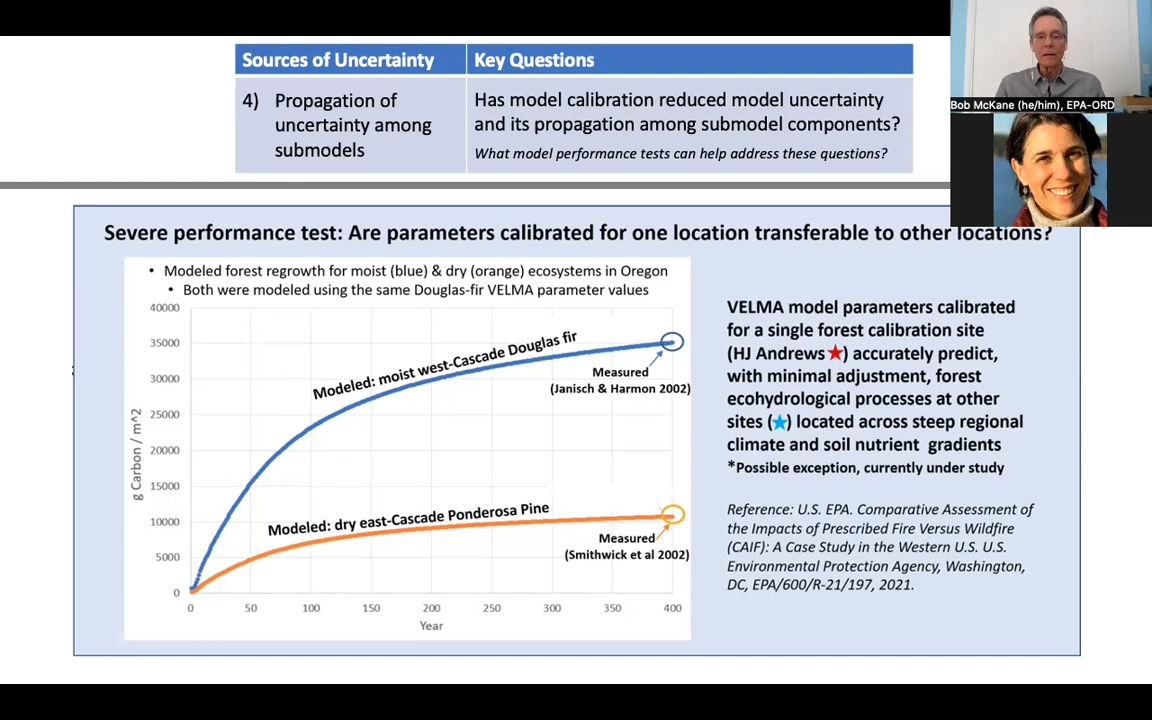 Sources of Uncertainty
Key Questions
4) Propagation of
uncertainty among
submodels
Has model calibration reduced model uncertainty
and its propagation among submodel components?
What model performance tests can help address these questions?
Bob McKane (he/him), EPA-ORD
Severe performance test: Are parameters calibrated for one location transferable to other locations?
• Modeled forest regrowth for moist (blue) & dry (orange) ecosystems in Oregon
• Both were modeled using the same Douglas-fir VELMA parameter values
40000
35000
30000
25000
20000
15000
10000
5000
0
g Carbon / m^2
Modeled: moist west-Cascade Douglas fir
Measured
(Janisch & Harmon 2002)
Modeled: dry east-Cascade Ponderosa Pine
Measured
(Smithwick et al 2002)
0 50 100 150 200 250 300 350 400
Year
VELMA model parameters calibrated
for a single forest calibration site
(HJ Andrews★) accurately predict,
with minimal adjustment, forest
ecohydrological processes at other
sites (★) located across steep regional
climate and soil nutrient gradients
*Possible exception, currently under study
Reference: U.S. EPA. Comparative Assessment of
the Impacts of Prescribed Fire Versus Wildfire
(CAIF): A Case Study in the Western U.S. U.S.
Environmental Protection Agency, Washington,
DC, EPA/600/R-21/197, 2021.